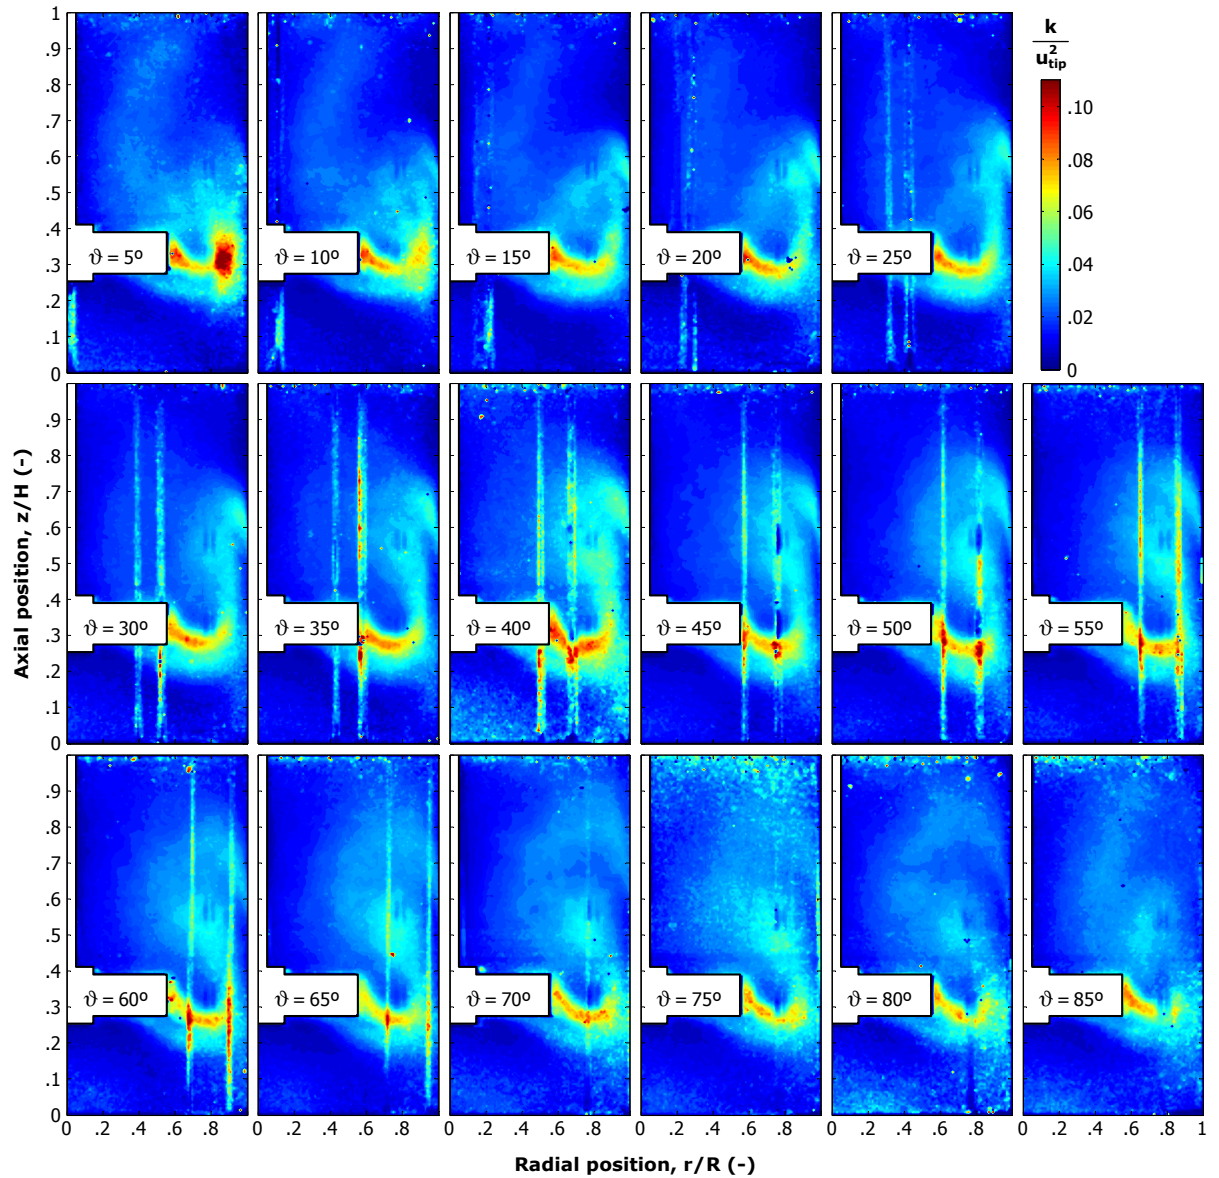 1
.9
.8
.7
.6
.5
.4
.3
.2
.1
0
ϑ = 5º
ϑ = 10º
ϑ = 15º
ϑ = 20º
ϑ = 25º
k
u²tip
.10
.08
.06
.04
.02
0
Axial position, z/H (-)
1
.9
.8
.7
.6
.5
.4
.3
.2
.1
0
ϑ = 30º
ϑ = 35º
ϑ = 40º
ϑ = 45º
ϑ = 50º
ϑ = 55º
1
.9
.8
.7
.6
.5
.4
.3
.2
.1
0
ϑ = 60º
ϑ = 65º
ϑ = 70º
ϑ = 75º
ϑ = 80º
ϑ = 85º
0 .2 .4 .6 .8 0 .2 .4 .6 .8 0 .2 .4 .6 .8 0 .2 .4 .6 .8 0 .2 .4 .6 .8 0 .2 .4 .6 .8 1
Radial position, r/R (-)